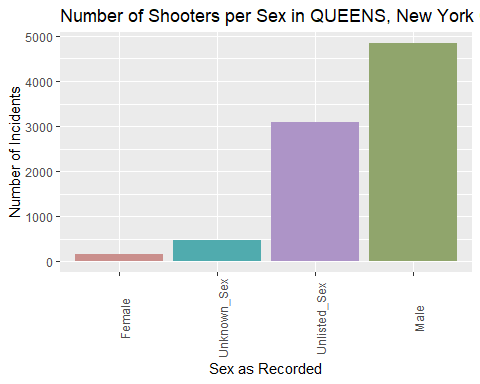 Number of Shooters per Sex in QUEENS, New York
Number of Incidents
5000
4000
3000
2000
1000
0
Female
Unknown_Sex
Unlisted_Sex
Male
Sex as Recorded